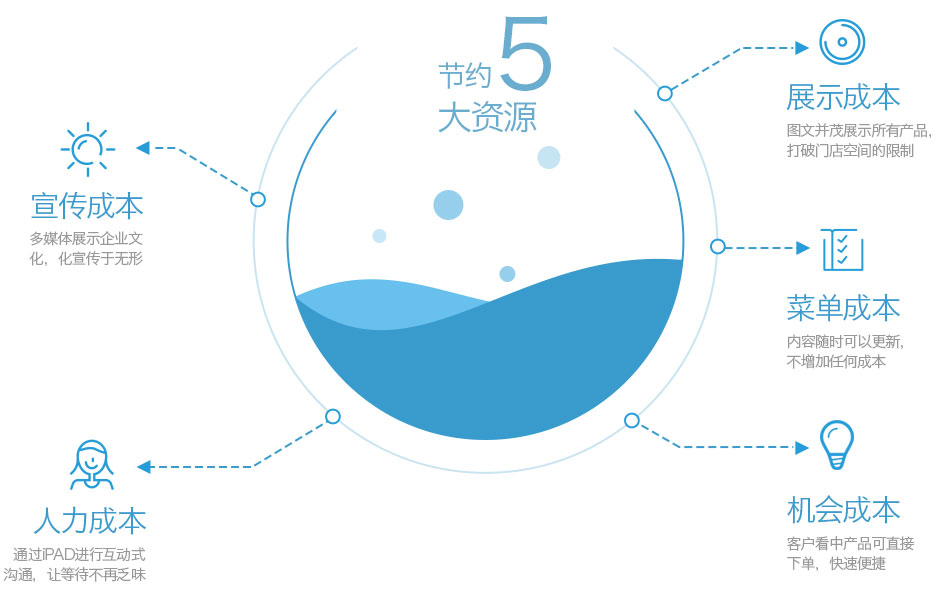 节约5
大资源
宣传成本
多媒体展示企业文
化，化宣传于无形
人力成本
通过iPAD进行互动式
沟通，让等待不再乏味
展示成本
图文并茂展示所有产品，
打破门店空间的限制
菜单成本
内容随时可以更新，
不增加任何成本
机会成本
客户看中产品可直接
下单，快速便捷